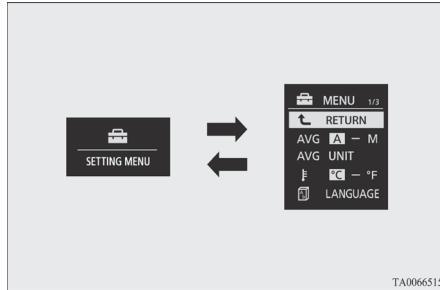 SETTING MENU
MENU 1/3
RETURN
AVG A – M
AVG UNIT
°C – °F
LANGUAGE
TA0066515